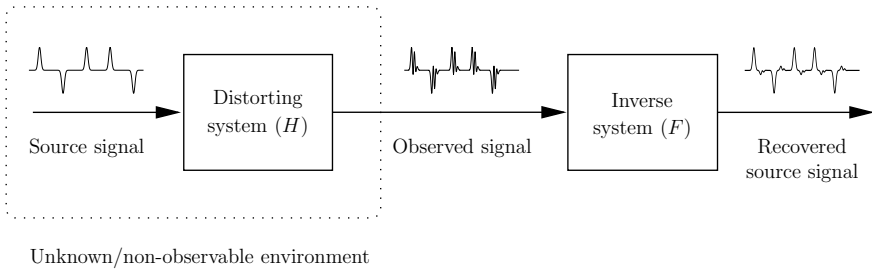 Distorting
system (H)
Inverse
system (F)
Source signal
Observed signal
Recovered
source signal
Unknown/non-observable environment